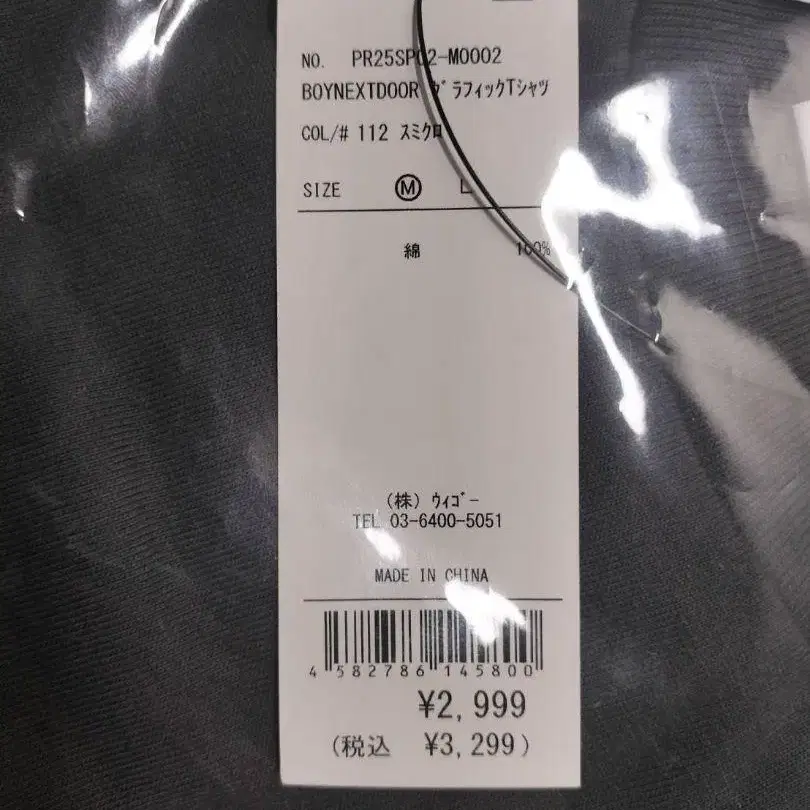 NO. PR25SP02-M0002
BOYNEXTDOOR グラフィックTシャツ
COL/# 112 スミクロ
SIZE Ⓜ L
綿 100%
(株) ウィゴー
TEL 03-6400-5051
MADE IN CHINA
4 582786 145800
¥2,999
(税込 ¥3,299)